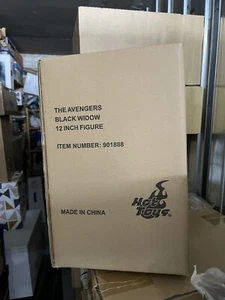 THE AVENGERS
BLACK WIDOW
12 INCH FIGURE
ITEM NUMBER: 901888
MADE IN CHINA
Hot
Toys